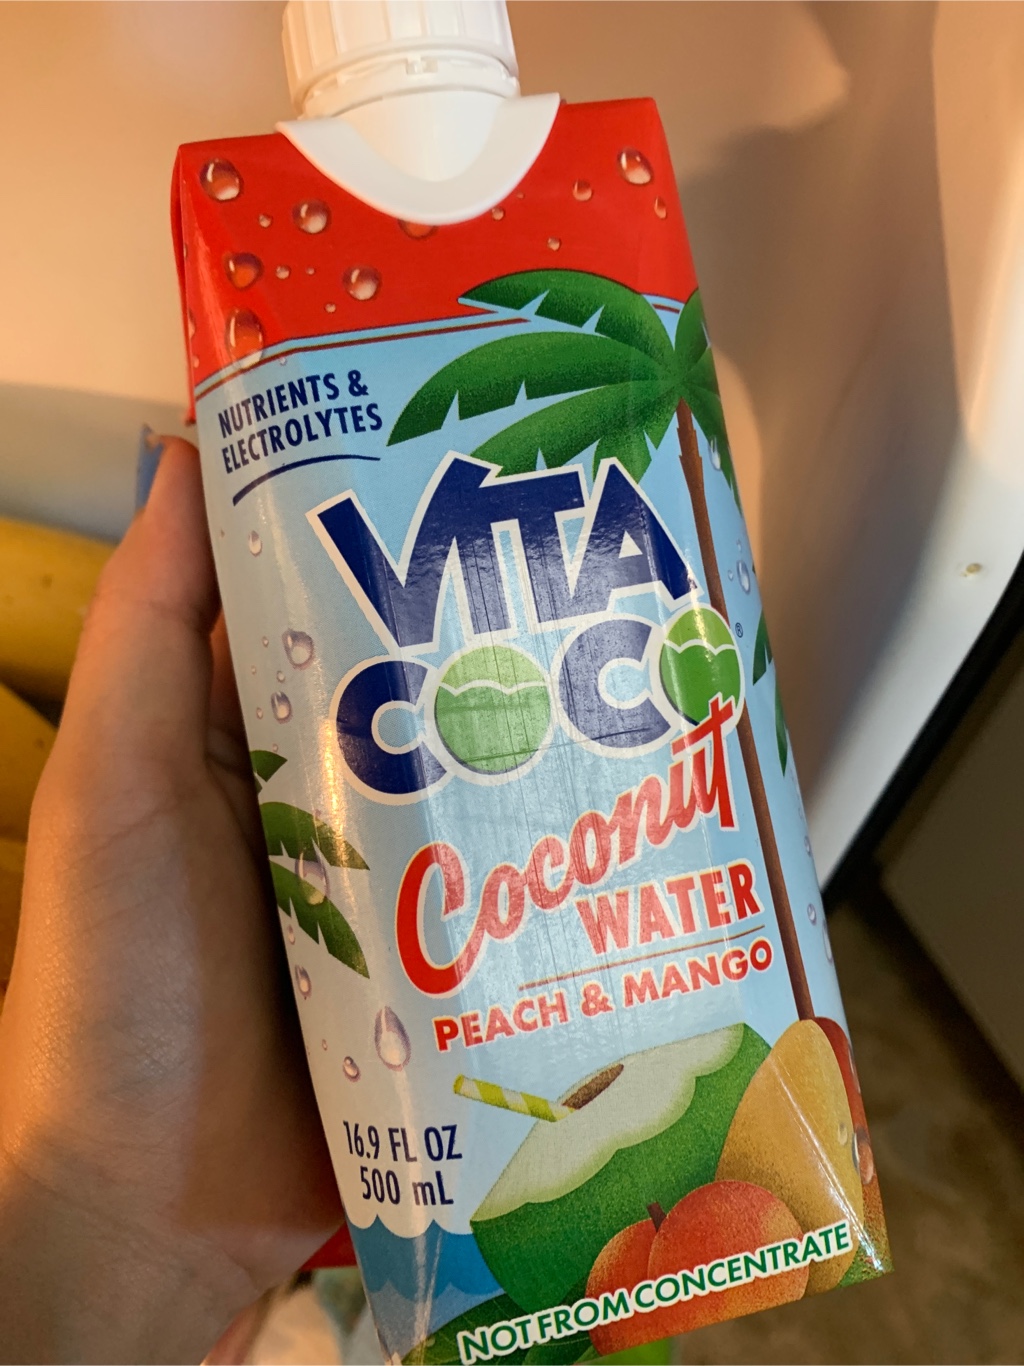 NUTRIENTS &
ELECTROLYTES
VITA
COCO®
Coconut
WATER
PEACH & MANGO
16.9 FL OZ
500 mL
NOT FROM CONCENTRATE